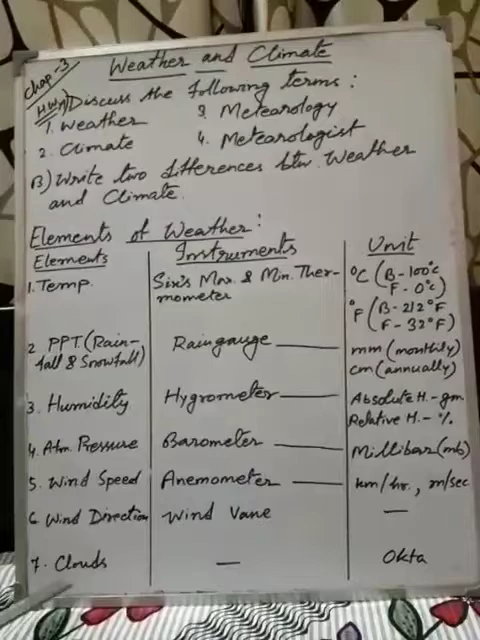 Chap.3
Weather and Climate
H.W. A) Discuss the following terms:
1. Weather 3. Meteorology
2. Climate 4. Meteorologist
B) Write two differences btw. Weather
and Climate.
Elements of Weather:
Elements Instruments Unit
1. Temp. Six's Max. & Min. Ther-
mometer
°C (B - 100°C
F - 0°C)
°F (B - 212°F
F - 32°F)
2. PPT (Rain- Raingauge mm (monthly)
fall & Snowfall) cm (annually)
3. Humidity Hygrometer Absolute H. - gm.
Relative H. - %
4. Atm. Pressure Barometer Millibar (mb)
5. Wind Speed Anemometer km/hr., m/sec
6. Wind Direction Wind Vane —
7. Clouds — Okta